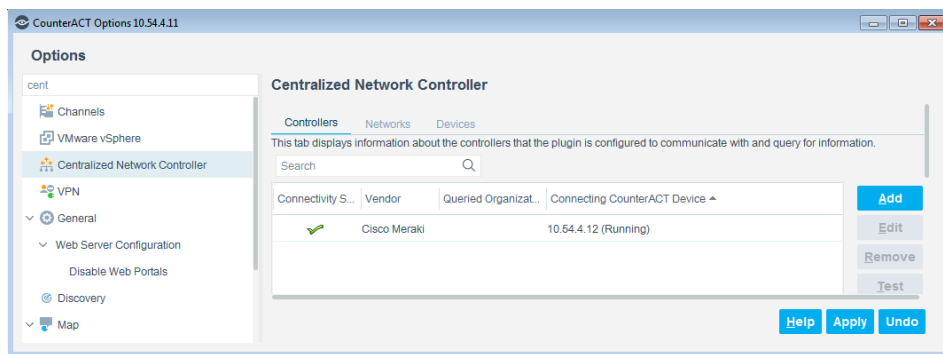 CounterACT Options 10.54.4.11
Options
cent
Channels
VMware vSphere
Centralized Network Controller
VPN
General
Web Server Configuration
Disable Web Portals
Discovery
Map
Centralized Network Controller
Controllers Networks Devices
This tab displays information about the controllers that the plugin is configured to communicate with and query for information.
Search
Connectivity S... Vendor Queried Organizat... Connecting CounterACT Device
Cisco Meraki 10.54.4.12 (Running)
Add
Edit
Remove
Test
Help Apply Undo